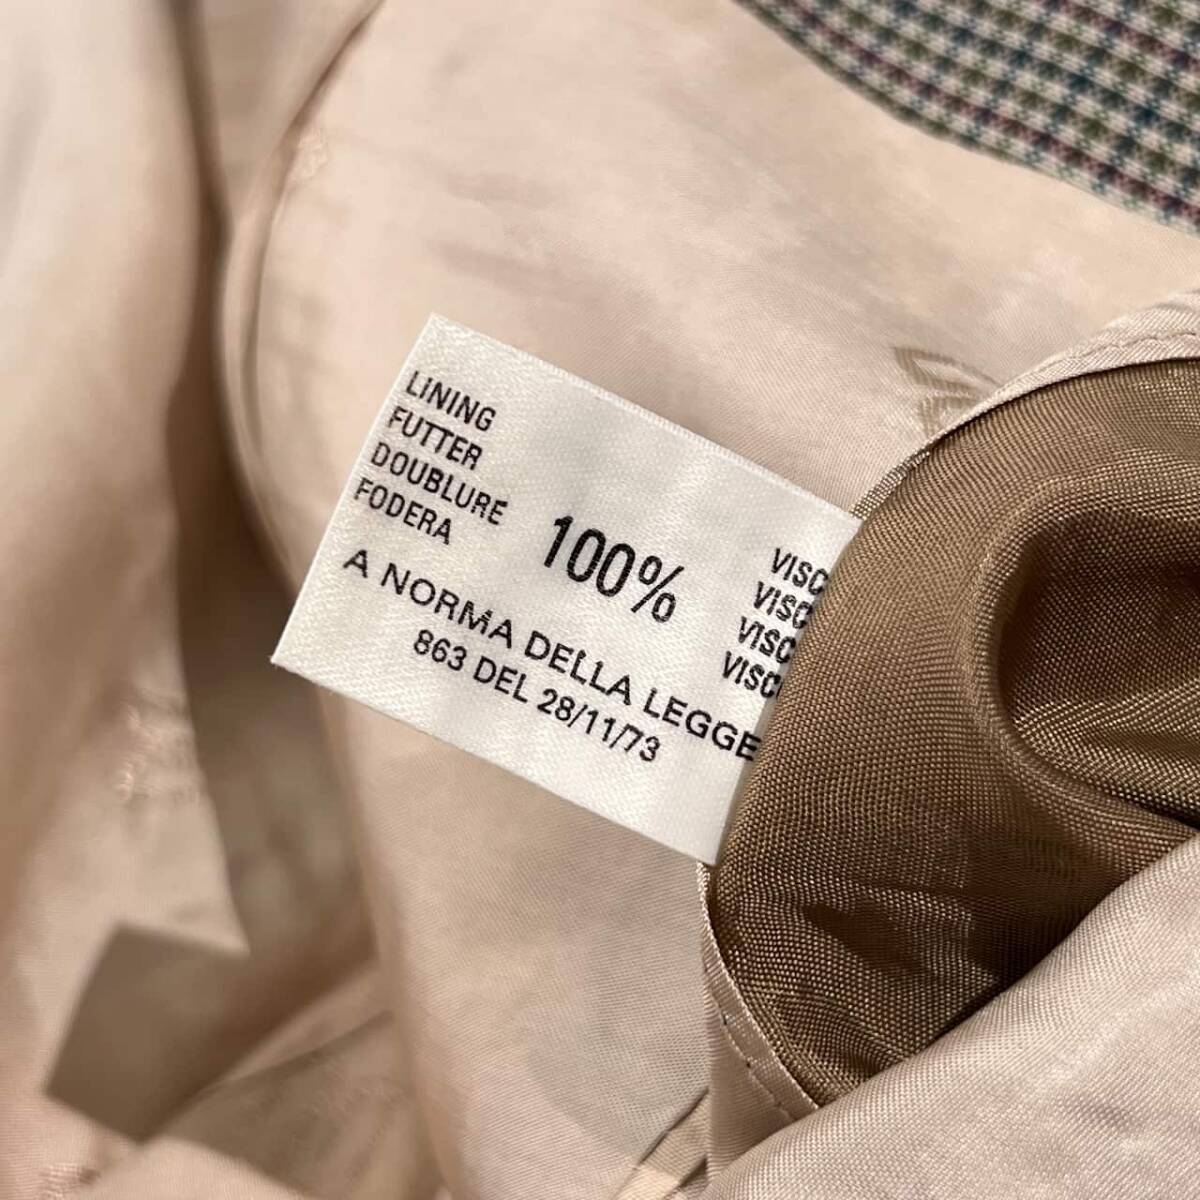 LINING
FUTTER
DOUBLURE
FODERA
100%
VISC
VISC
VISC
VISC
A NORMA DELLA LEGGE
863 DEL 28/11/73